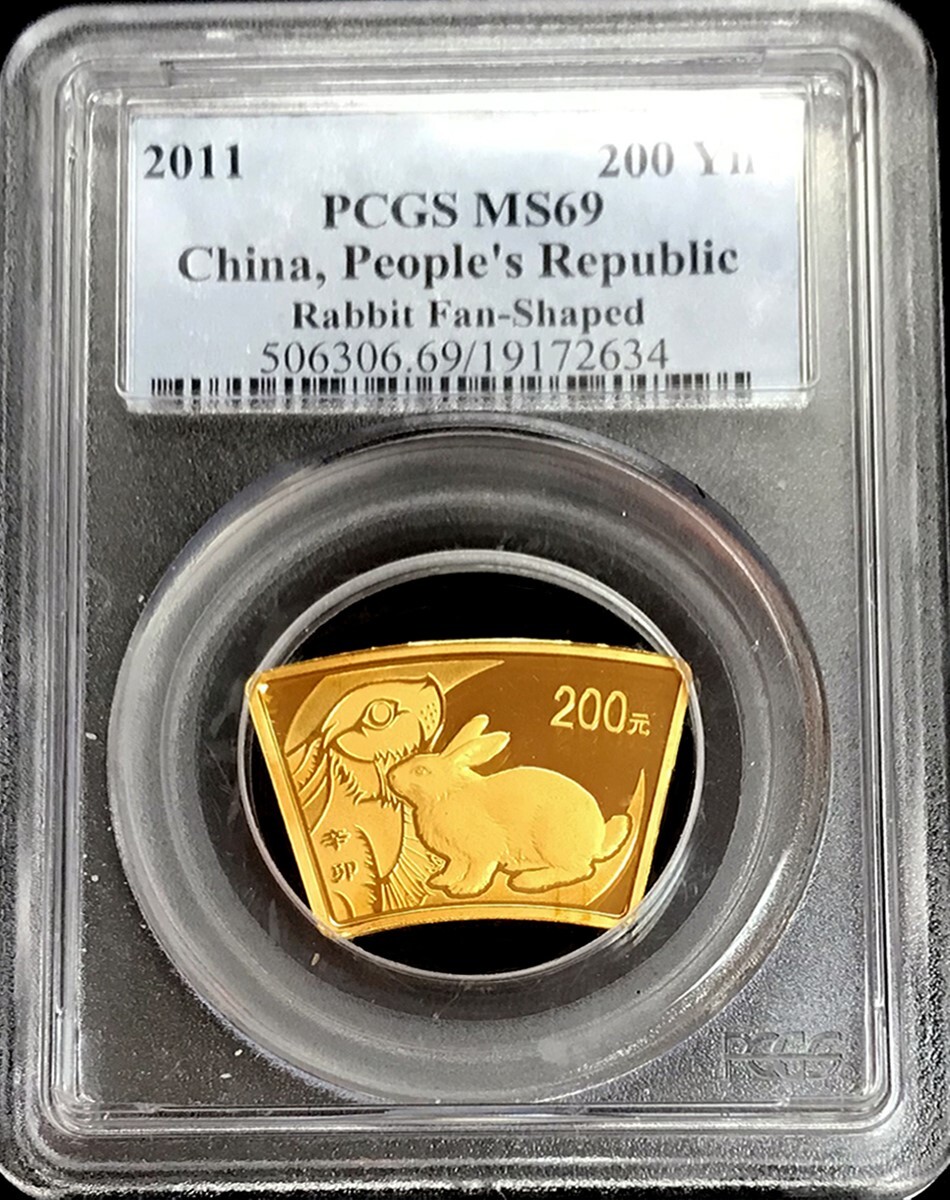 2011 200 Yn
PCGS MS69
China, People's Republic
Rabbit Fan-Shaped
506306.69/19172634
200元
辛
卯
PCGS